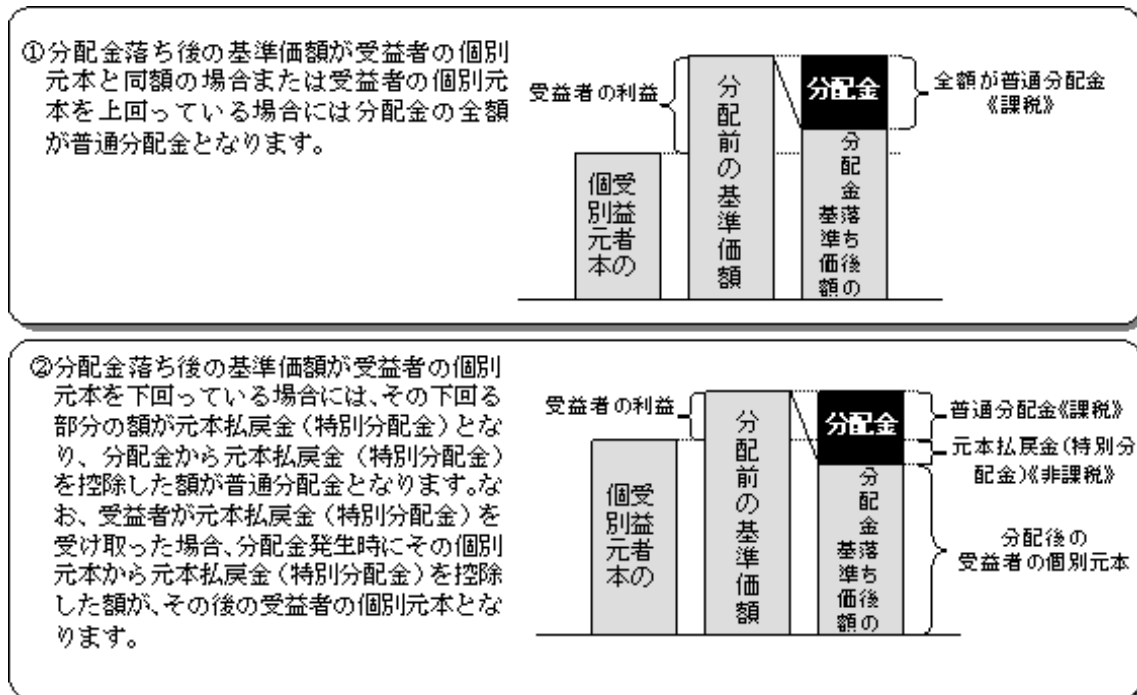 ①分配金落ち後の基準価額が受益者の個別
元本と同額の場合または受益者の個別元
本を上回っている場合には分配金の全額
が普通分配金となります。
受益者の利益
受益者の
個別元本
分配前の基準価額
分配金
分配金落ち後の
基準価額
全額が普通分配金
《課税》
②分配金落ち後の基準価額が受益者の個別
元本を下回っている場合には、その下回る
部分の額が元本払戻金(特別分配金)とな
り、分配金から元本払戻金(特別分配金)
を控除した額が普通分配金となります。な
お、受益者が元本払戻金(特別分配金)を
受け取った場合、分配金発生時にその個別
元本から元本払戻金(特別分配金)を控除
した額が、その後の受益者の個別元本とな
ります。
受益者の利益
受益者の
個別元本
分配前の基準価額
分配金
分配金落ち後の
基準価額
普通分配金《課税》
元本払戻金(特別分
配金)《非課税》
分配後の
受益者の個別元本